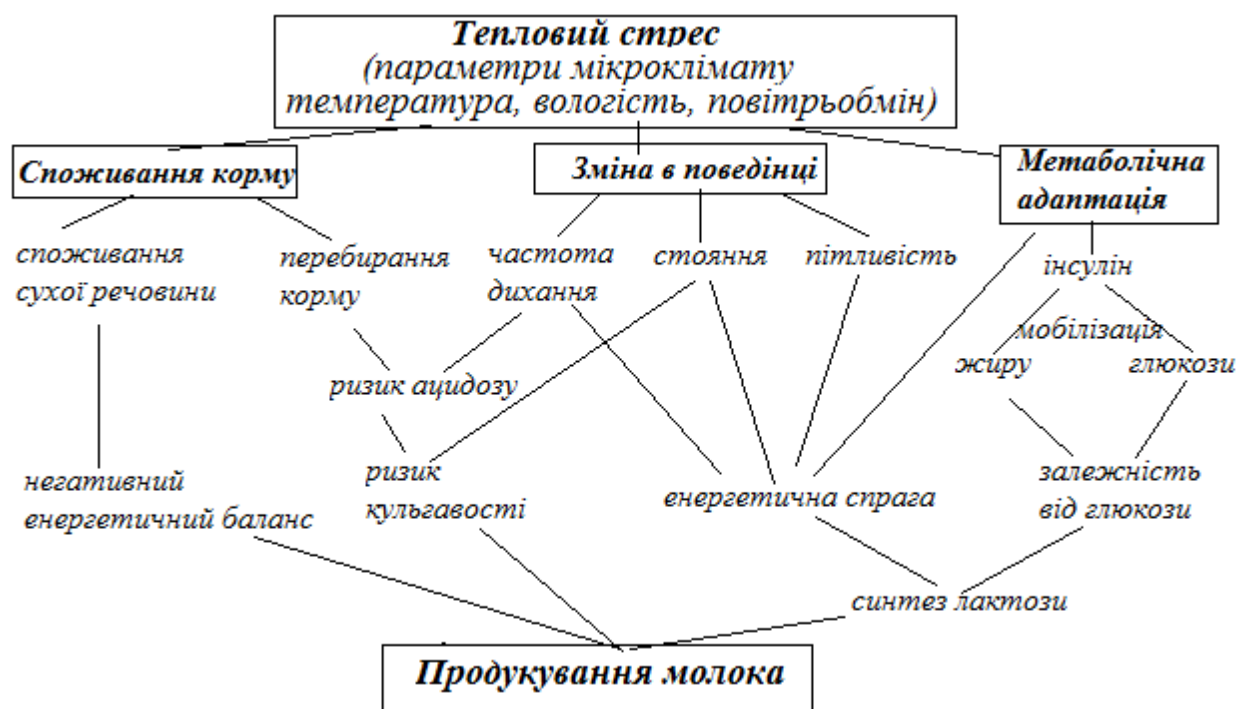 Тепловий стрес
(параметри мікроклімату
температура, вологість, повітрьобмін)
Споживання корму
Зміна в поведінці
Метаболічна
адаптація
споживання
сухої речовини
перебирання
корму
частота
дихання
стояння
пітливість
інсулін
мобілізація
жиру
глюкози
ризик ацидозу
негативний
енергетичний баланс
ризик
кульгавості
енергетична спрага
залежність
від глюкози
синтез лактози
Продукування молока